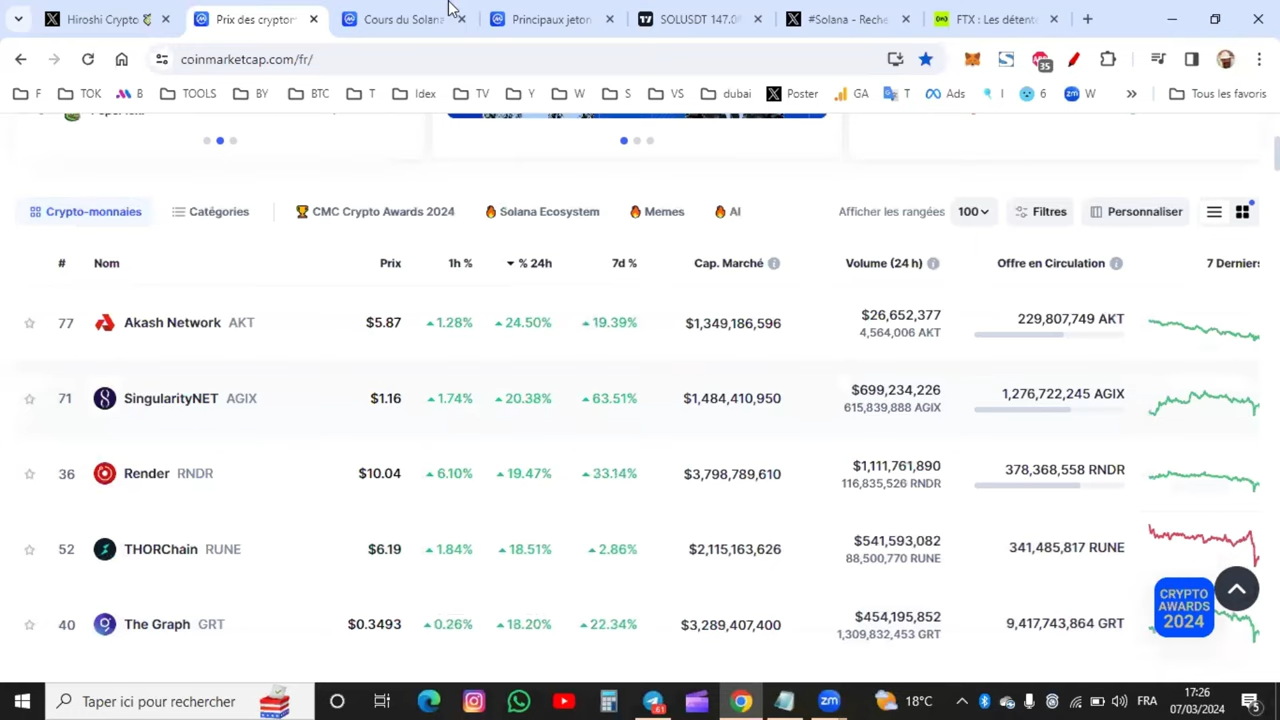 Hiroshi Crypto
Prix des cryptom
Cours du Solana
Principaux jeton
SOLUSDT 147.0
#Solana - Reche
FTX : Les détent
coinmarketcap.com/fr/
35
F
TOK
B
TOOLS
BY
BTC
T
Idex
TV
Y
W
S
VS
dubai
Poster
GA
T
Ads
I
6
W
Tous les favoris
Crypto-monnaies
Catégories
CMC Crypto Awards 2024
Solana Ecosystem
Memes
AI
Afficher les rangées
100
Filtres
Personnaliser
# Nom Prix 1h % % 24h 7d % Cap. Marché Volume (24 h) Offre en Circulation 7 Derniers
77 Akash Network AKT $5.87 1.28% 24.50% 19.39% $1,349,186,596 $26,652,377 229,807,749 AKT
4,564,006 AKT
71 SingularityNET AGIX $1.16 1.74% 20.38% 63.51% $1,484,410,950 $699,234,226 1,276,722,245 AGIX
615,839,888 AGIX
36 Render RNDR $10.04 6.10% 19.47% 33.14% $3,798,789,610 $1,111,761,890 378,368,558 RNDR
116,835,526 RNDR
52 THORChain RUNE $6.19 1.84% 18.51% 2.86% $2,115,163,626 $541,593,082 341,485,817 RUNE
88,500,770 RUNE
40 The Graph GRT $0.3493 0.26% 18.20% 22.34% $3,289,407,400 $454,195,852 9,417,743,864 GRT
1,309,832,453 GRT
CRYPTO
AWARDS
2024
Taper ici pour rechercher
61
18°C
FRA
17:26
07/03/2024
5